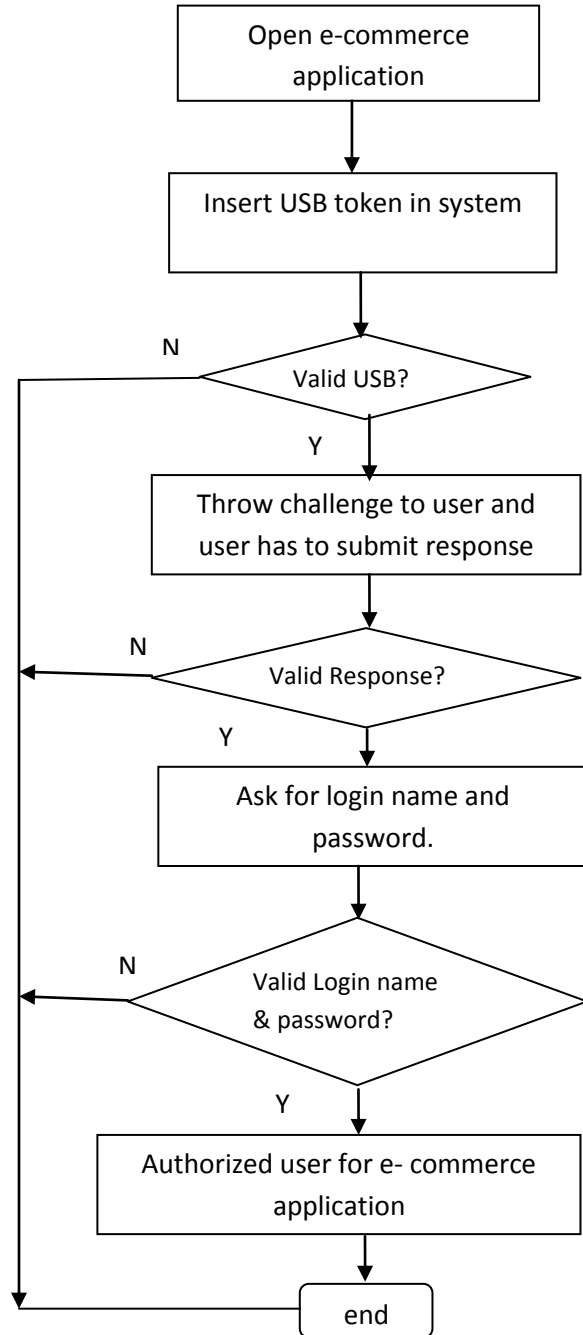 Open e-commerce
application
Insert USB token in system
N
Valid USB?
Y
Throw challenge to user and
user has to submit response
N
Valid Response?
Y
Ask for login name and
password.
N
Valid Login name
& password?
Y
Authorized user for e- commerce
application
end